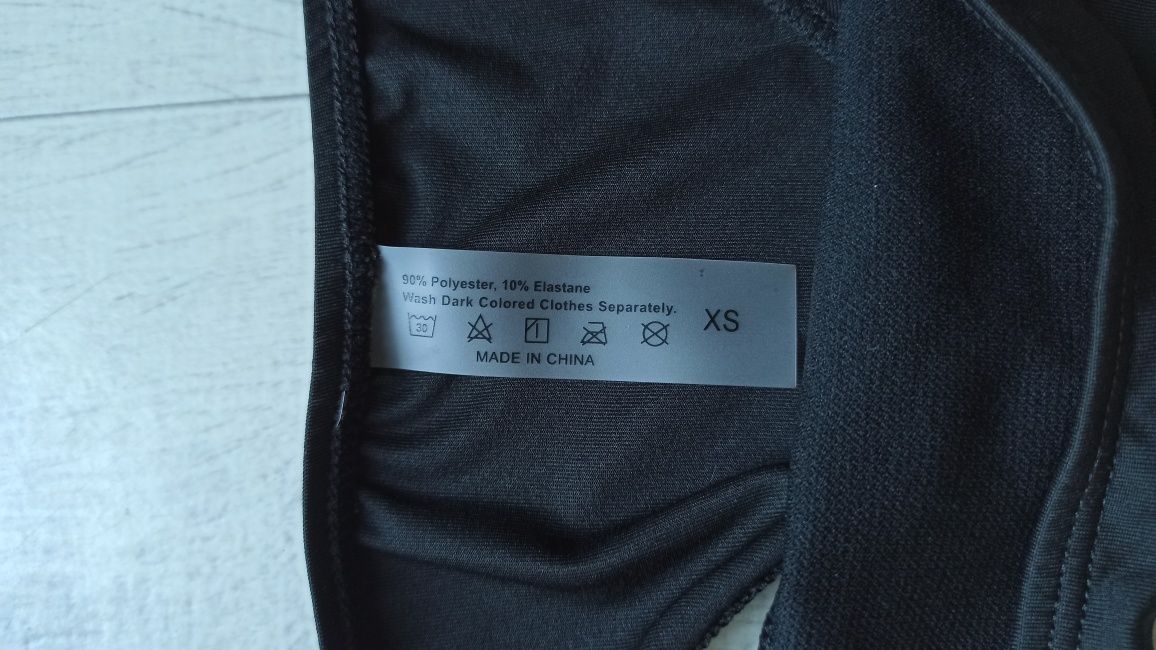 90% Polyester, 10% Elastane
Wash Dark Colored Clothes Separately.
30
XS
MADE IN CHINA